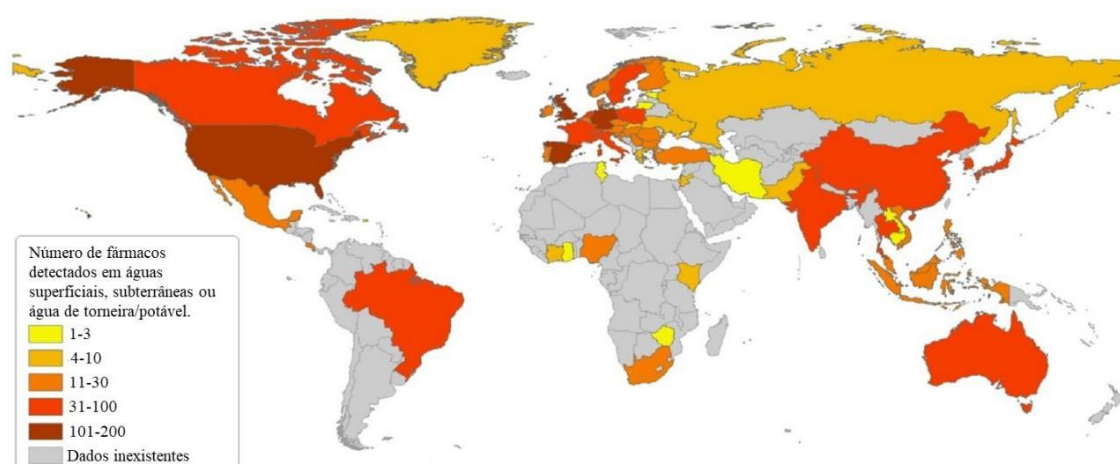 Número de fármacos
detectados em águas
superficiais, subterrâneas ou
água de torneira/potável.
1-3
4-10
11-30
31-100
101-200
Dados inexistentes